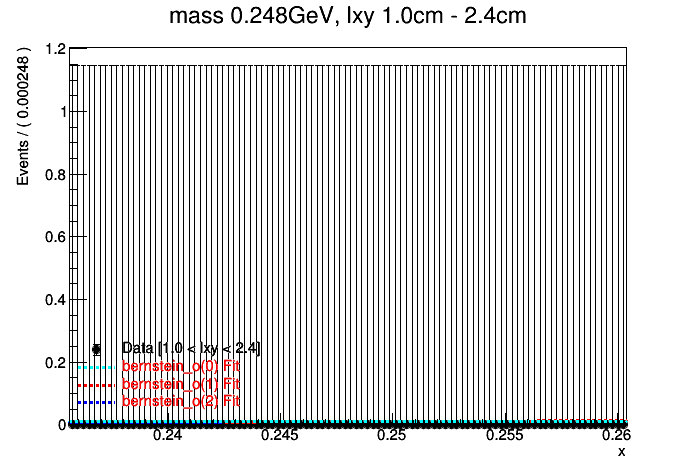 mass 0.248GeV, lxy 1.0cm - 2.4cm
Events / ( 0.000248 )
1.2
1
0.8
0.6
0.4
0.2
0
Data [1.0 < lxy < 2.4]
bernstein_o(0) Fit
bernstein_o(1) Fit
bernstein_o(2) Fit
0.24 0.245 0.25 0.255 0.26
x